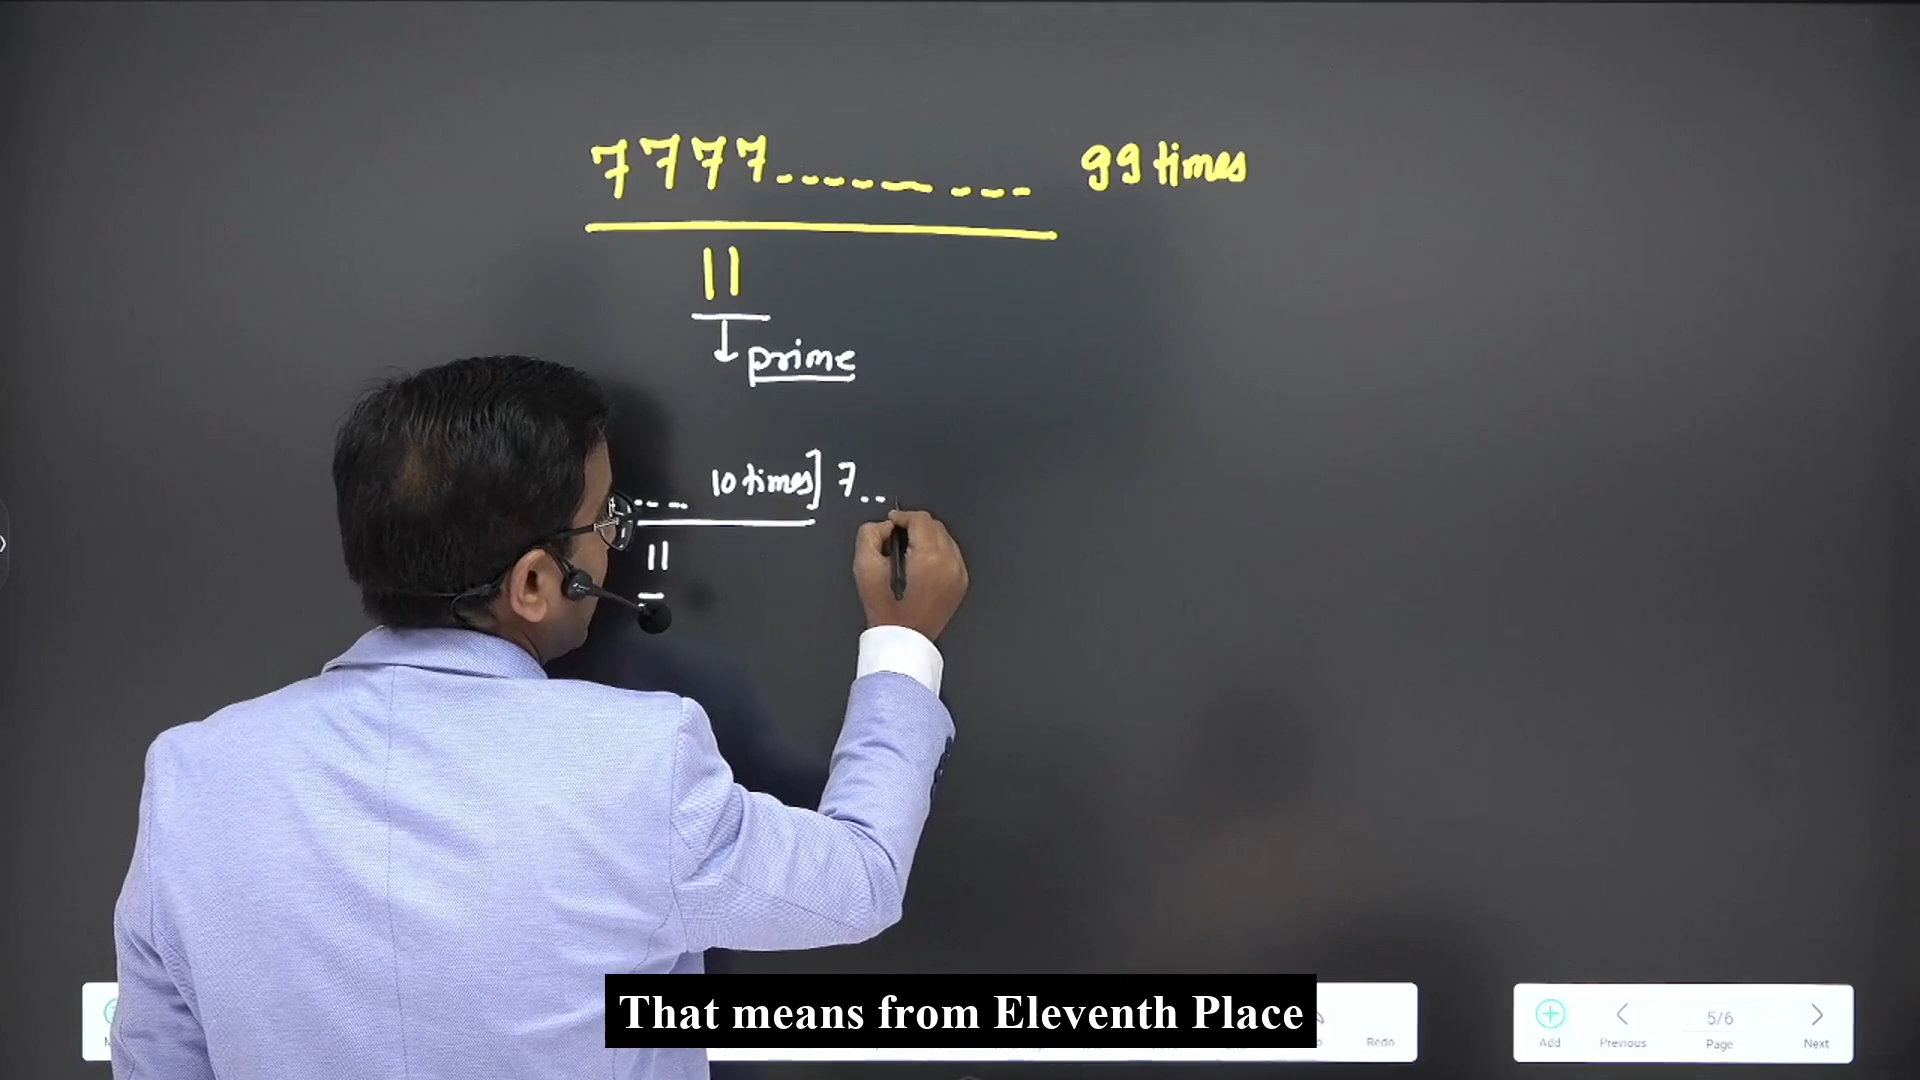 7777--------- 99 times
11
prime
--- 10 times] 7--
11
That means from Eleventh Place
Redo
Add
Previous
5/6
Page
Next